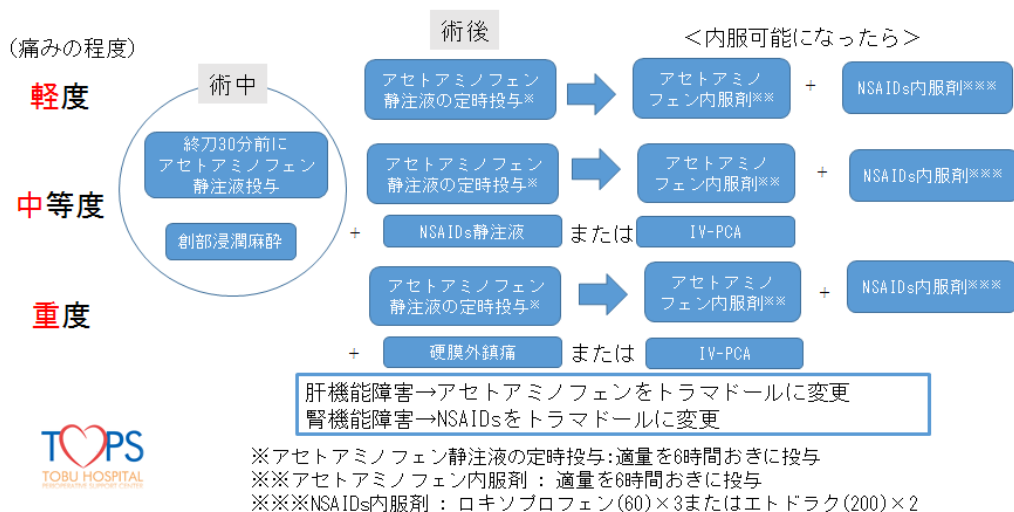 (痛みの程度)
術後
<内服可能になったら>
術中
軽度
アセトアミノフェン
静注液の定時投与※
アセトアミノ
フェン内服剤※※
+
NSAIDs内服剤※※※
終刀30分前に
アセトアミノフェン
静注液投与
創部浸潤麻酔
中等度
アセトアミノフェン
静注液の定時投与※
アセトアミノ
フェン内服剤※※
+
NSAIDs内服剤※※※
+
NSAIDs静注液
または
IV-PCA
重度
アセトアミノフェン
静注液の定時投与※
アセトアミノ
フェン内服剤※※
+
NSAIDs内服剤※※※
+
硬膜外鎮痛
または
IV-PCA
肝機能障害→アセトアミノフェンをトラマドールに変更
腎機能障害→NSAIDsをトラマドールに変更
TOPS
TOBU HOSPITAL
PERIOPERATIVE SUPPORT CENTER
※アセトアミノフェン静注液の定時投与:適量を6時間おきに投与
※※アセトアミノフェン内服剤 : 適量を6時間おきに投与
※※※NSAIDs内服剤 : ロキソプロフェン(60)×3またはエトドラク(200)×2